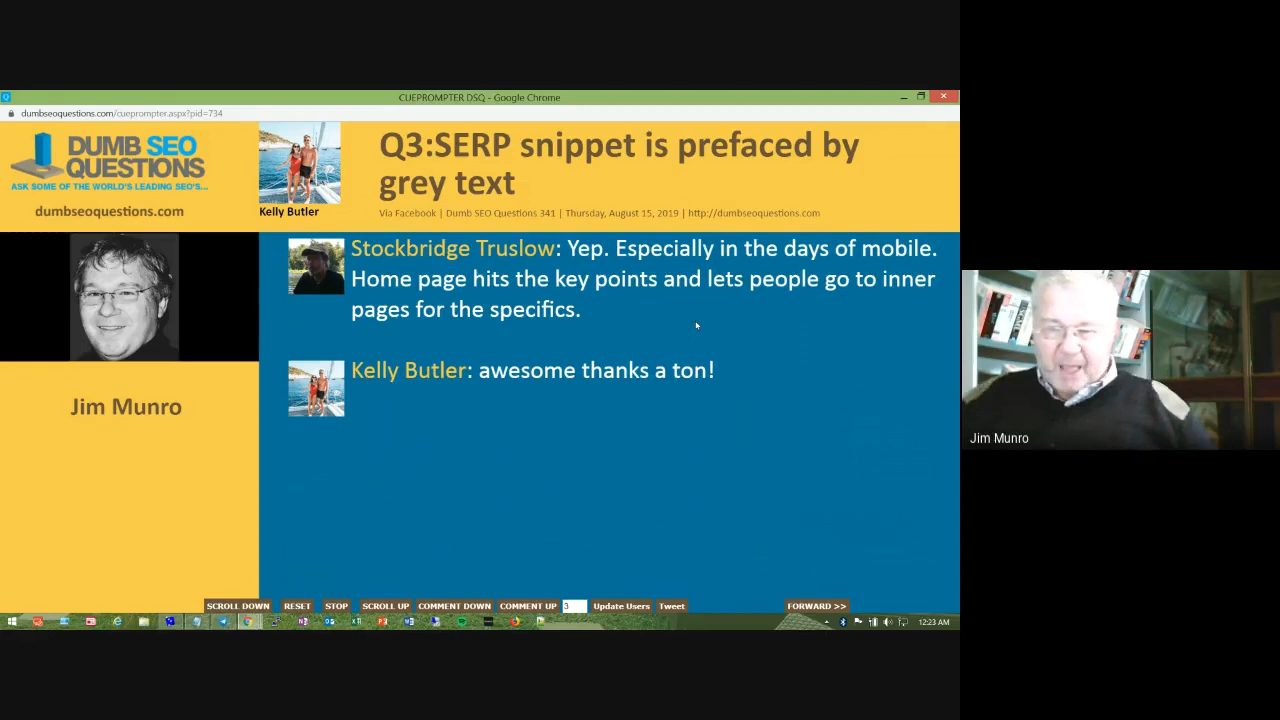 CUEPROMPTER DSQ - Google Chrome
dumbseoquestions.com/cueprompter.aspx?pid=734
DUMB SEO
QUESTIONS
ASK SOME OF THE WORLD'S LEADING SEO'S...
dumbseoquestions.com
Kelly Butler
Q3:SERP snippet is prefaced by
grey text
Via Facebook | Dumb SEO Questions 341 | Thursday, August 15, 2019 | http://dumbseoquestions.com
Jim Munro
Stockbridge Truslow: Yep. Especially in the days of mobile.
Home page hits the key points and lets people go to inner
pages for the specifics.
Kelly Butler: awesome thanks a ton!
Jim Munro
SCROLL DOWN RESET STOP SCROLL UP COMMENT DOWN COMMENT UP 3 Update Users Tweet FORWARD >>
12:23 AM